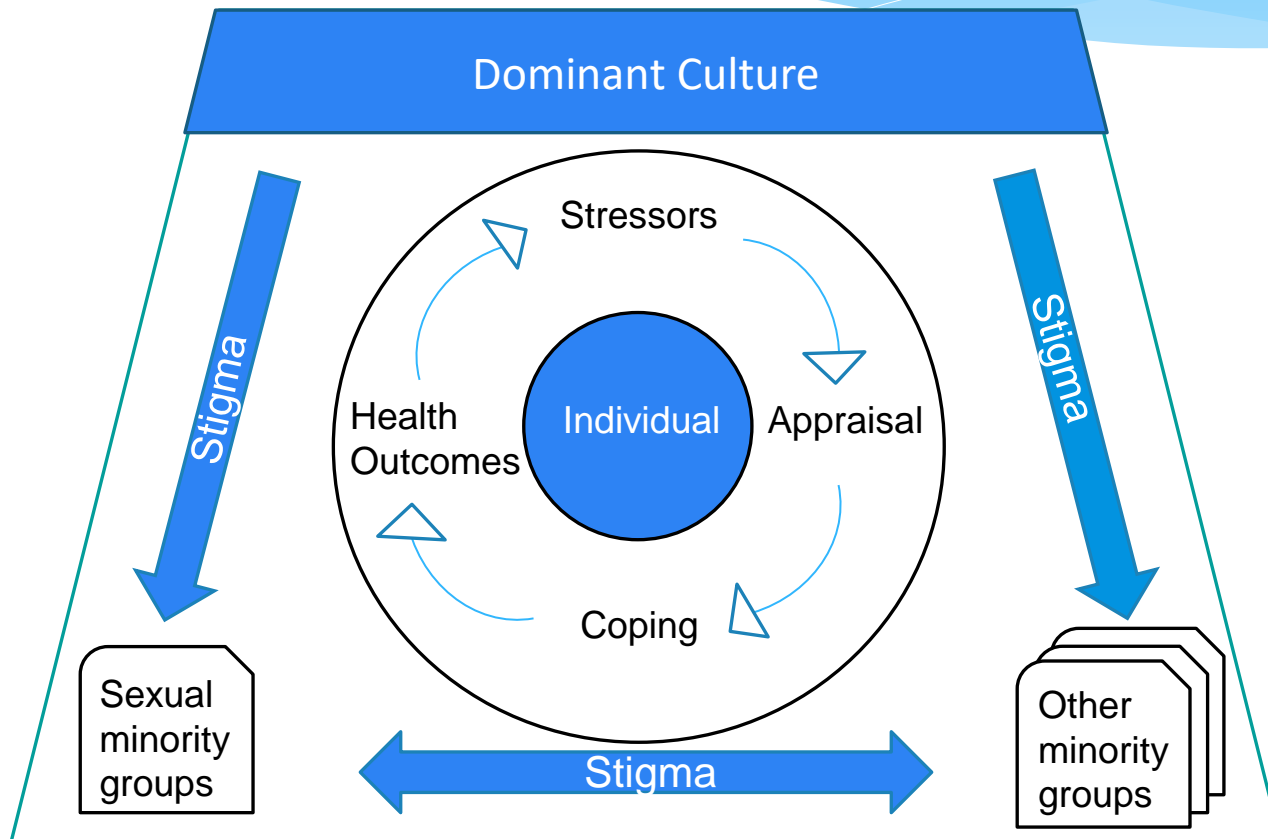 Dominant Culture
Stressors
Stigma
Stigma
Health
Outcomes
Individual
Appraisal
Coping
Sexual
minority
groups
Other
minority
groups
Stigma